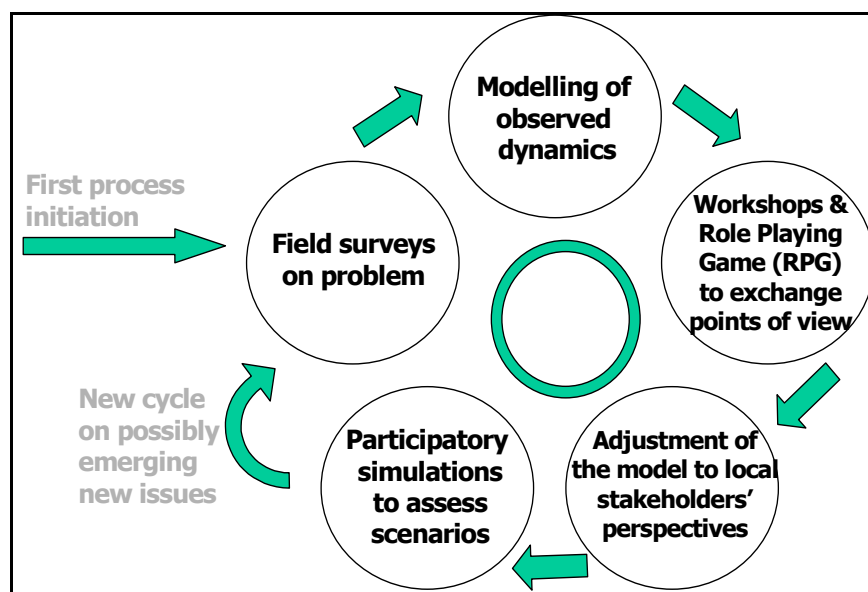 First process
initiation
Field surveys
on problem
Modelling of
observed
dynamics
Workshops &
Role Playing
Game (RPG)
to exchange
points of view
Adjustment of
the model to local
stakeholders’
perspectives
Participatory
simulations
to assess
scenarios
New cycle
on possibly
emerging
new issues